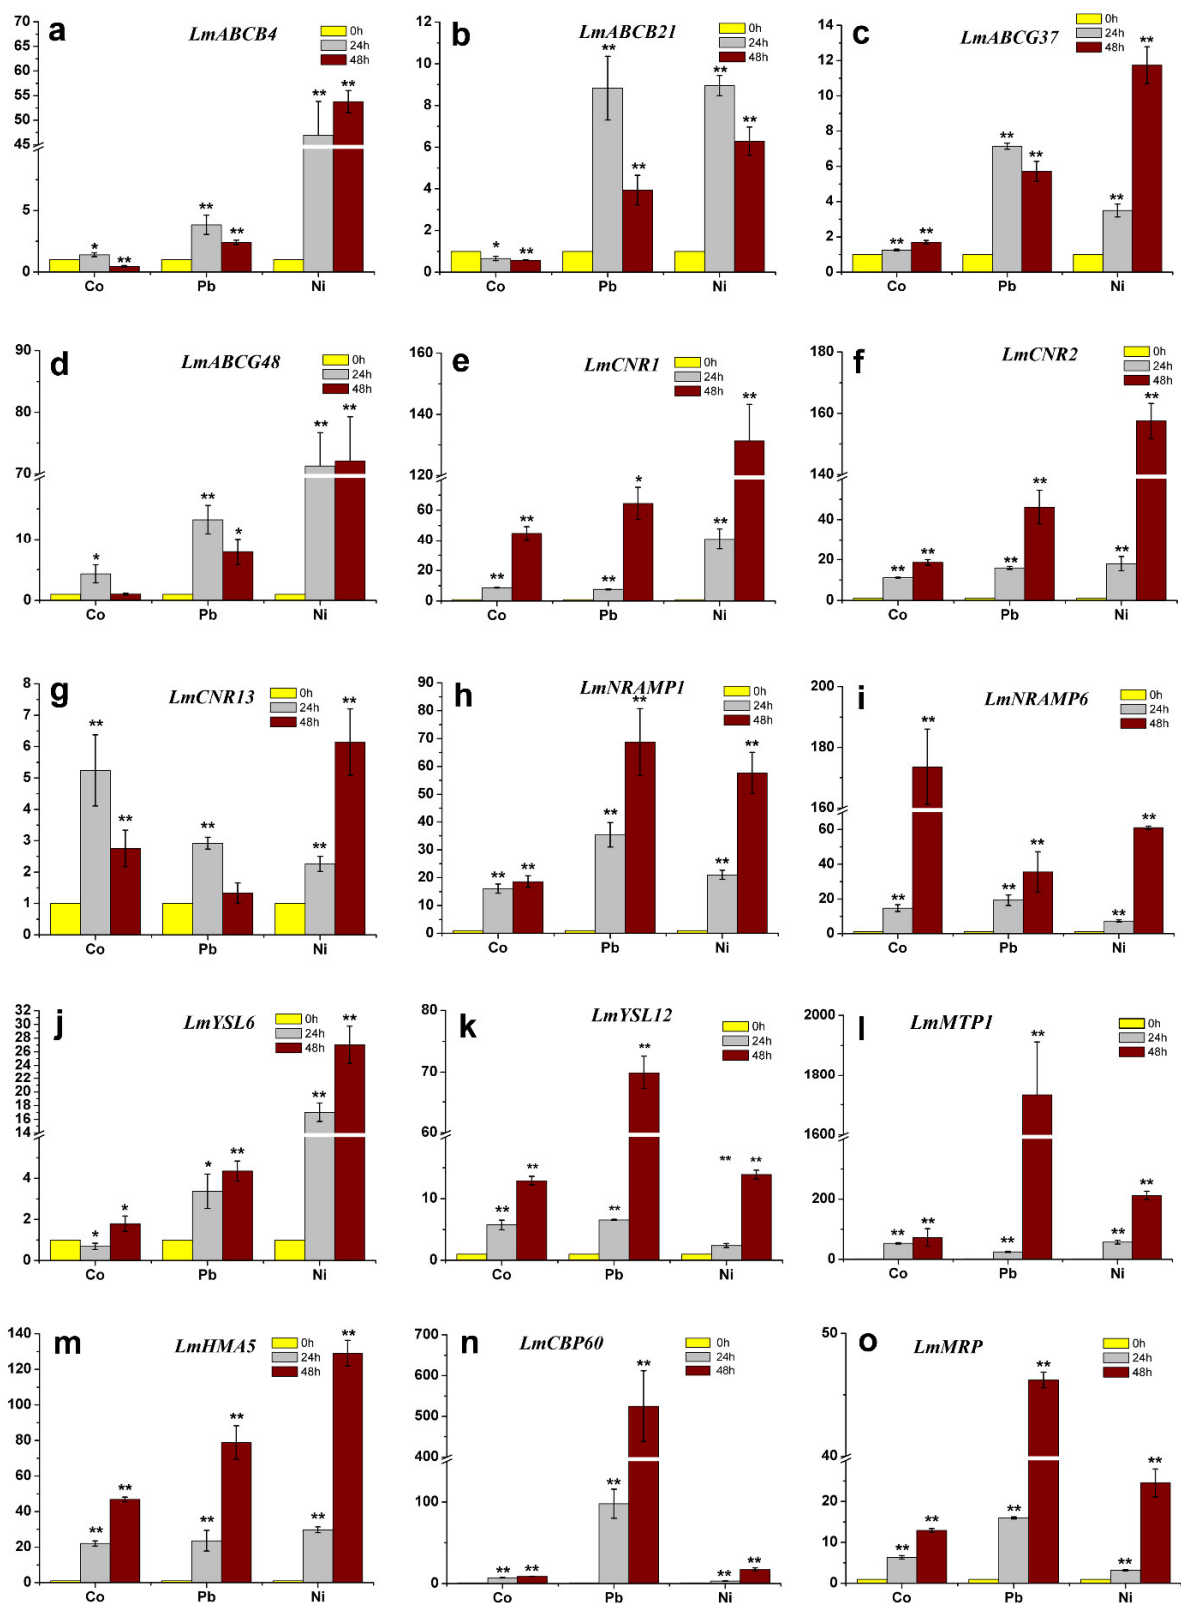 a
LmABCB4
0h
24h
48h
70
65
60
55
50
45
5
0
** **
* ** ** **
Co Pb Ni
b
LmABCB21
0h
24h
48h
12
10
8
6
4
2
0
* ** ** ** ** **
Co Pb Ni
c
LmABCG37
0h
24h
48h
14
12
10
8
6
4
2
0
** ** ** ** ** **
Co Pb Ni
d
LmABCG48
0h
24h
48h
90
80
70
10
0
* ** * ** **
Co Pb Ni
e
LmCNR1
0h
24h
48h
160
140
120
60
40
20
0
** ** ** * ** **
Co Pb Ni
f
LmCNR2
0h
24h
48h
180
160
140
40
20
0
** ** ** ** ** **
Co Pb Ni
g
LmCNR13
0h
24h
48h
8
7
6
5
4
3
2
1
0
** ** ** ** **
Co Pb Ni
h
LmNRAMP1
0h
24h
48h
90
80
70
60
50
40
30
20
10
0
** ** ** ** ** **
Co Pb Ni
i
LmNRAMP6
0h
24h
48h
200
180
160
60
40
20
0
** ** ** ** ** **
Co Pb Ni
j
LmYSL6
0h
24h
48h
32
30
28
26
24
22
20
18
16
14
4
2
0
* * * ** ** **
Co Pb Ni
k
LmYSL12
0h
24h
48h
80
70
60
10
0
** ** ** ** ** **
Co Pb Ni
l
LmMTP1
0h
24h
48h
2000
1800
1600
200
0
** ** ** ** ** **
Co Pb Ni
m
LmHMA5
0h
24h
48h
140
120
100
80
60
40
20
0
** ** ** ** ** **
Co Pb Ni
n
LmCBP60
0h
24h
48h
700
600
500
400
100
0
** ** ** ** ** **
Co Pb Ni
o
LmMRP
0h
24h
48h
50
40
20
10
0
** ** ** ** ** **
Co Pb Ni